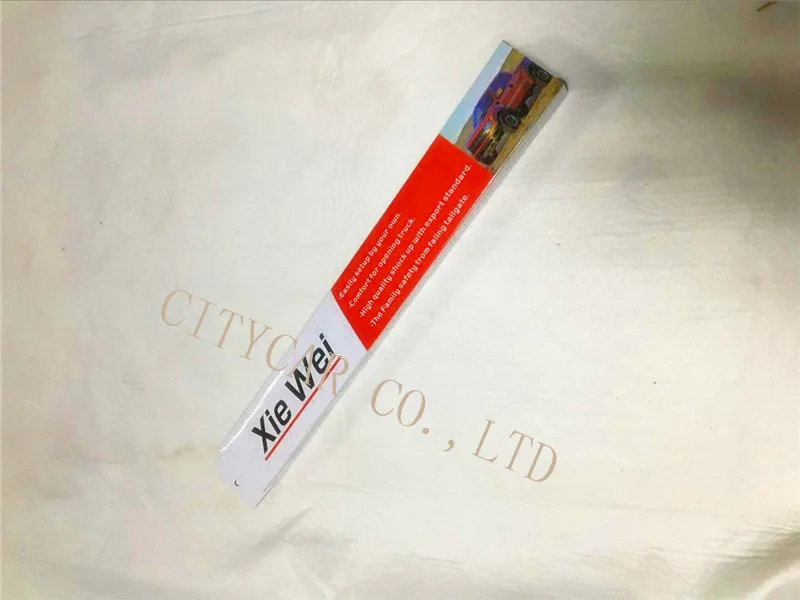 -Easily setup by your own.
-Comfort for opening truck.
-High quality shock up with export standard.
-The Family safety from faling tailgate.
Xie Wei
CITYCAR CO.,LTD